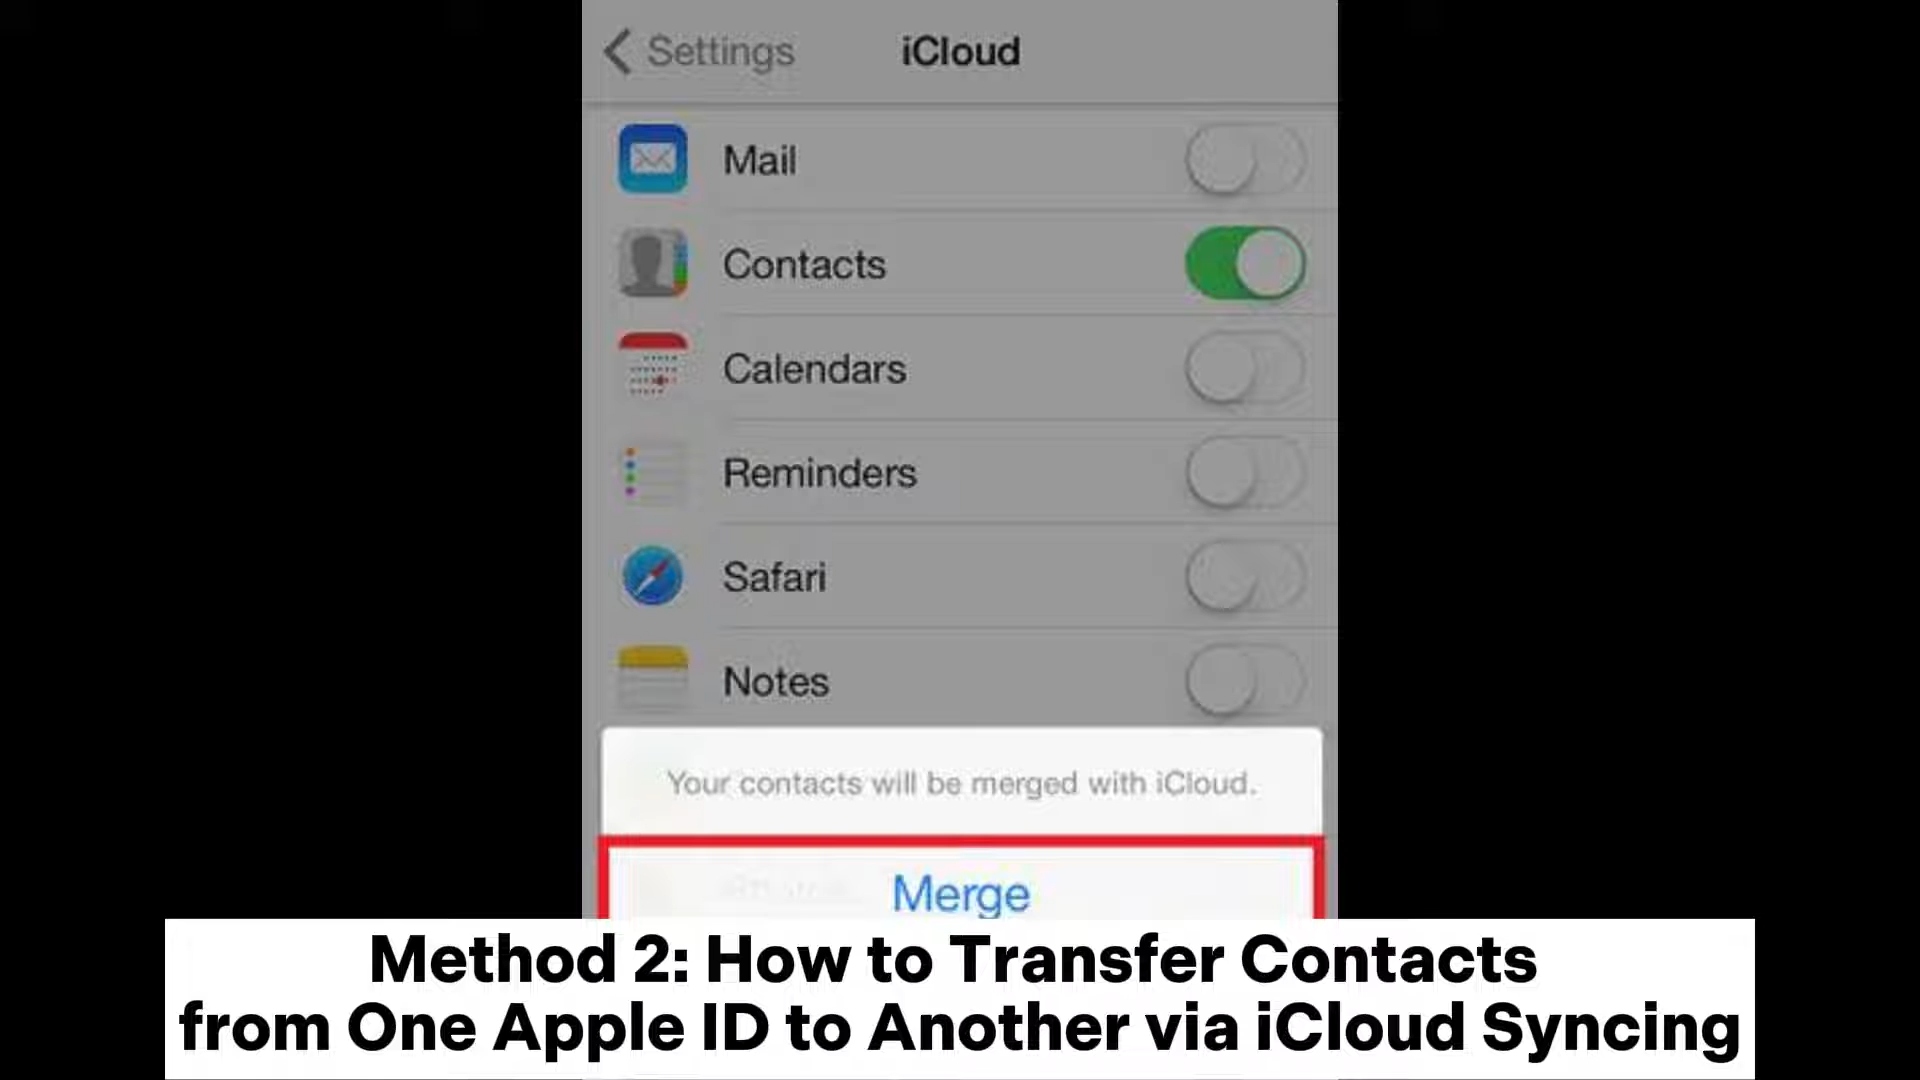 Settings iCloud
Mail
Contacts
Calendars
Reminders
Safari
Notes
Your contacts will be merged with iCloud.
Merge
Method 2: How to Transfer Contacts
from One Apple ID to Another via iCloud Syncing